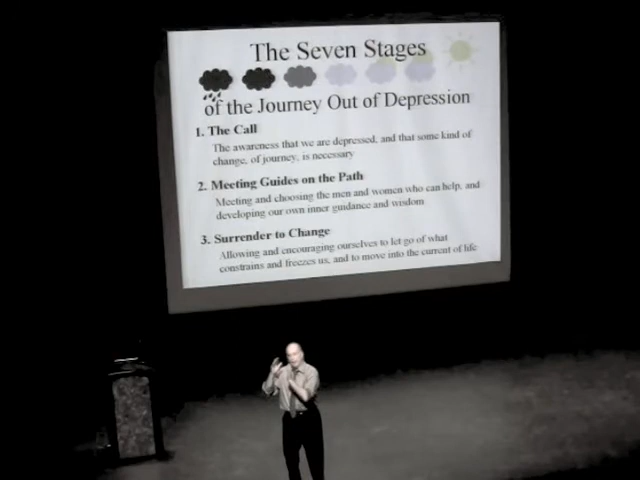 The Seven Stages
of the Journey Out of Depression
1. The Call
The awareness that we are depressed, and that some kind of
change, of journey, is necessary
2. Meeting Guides on the Path
Meeting and choosing the men and women who can help, and
developing our own inner guidance and wisdom
3. Surrender to Change
Allowing and encouraging ourselves to let go of what
constrains and freezes us, and to move into the current of life